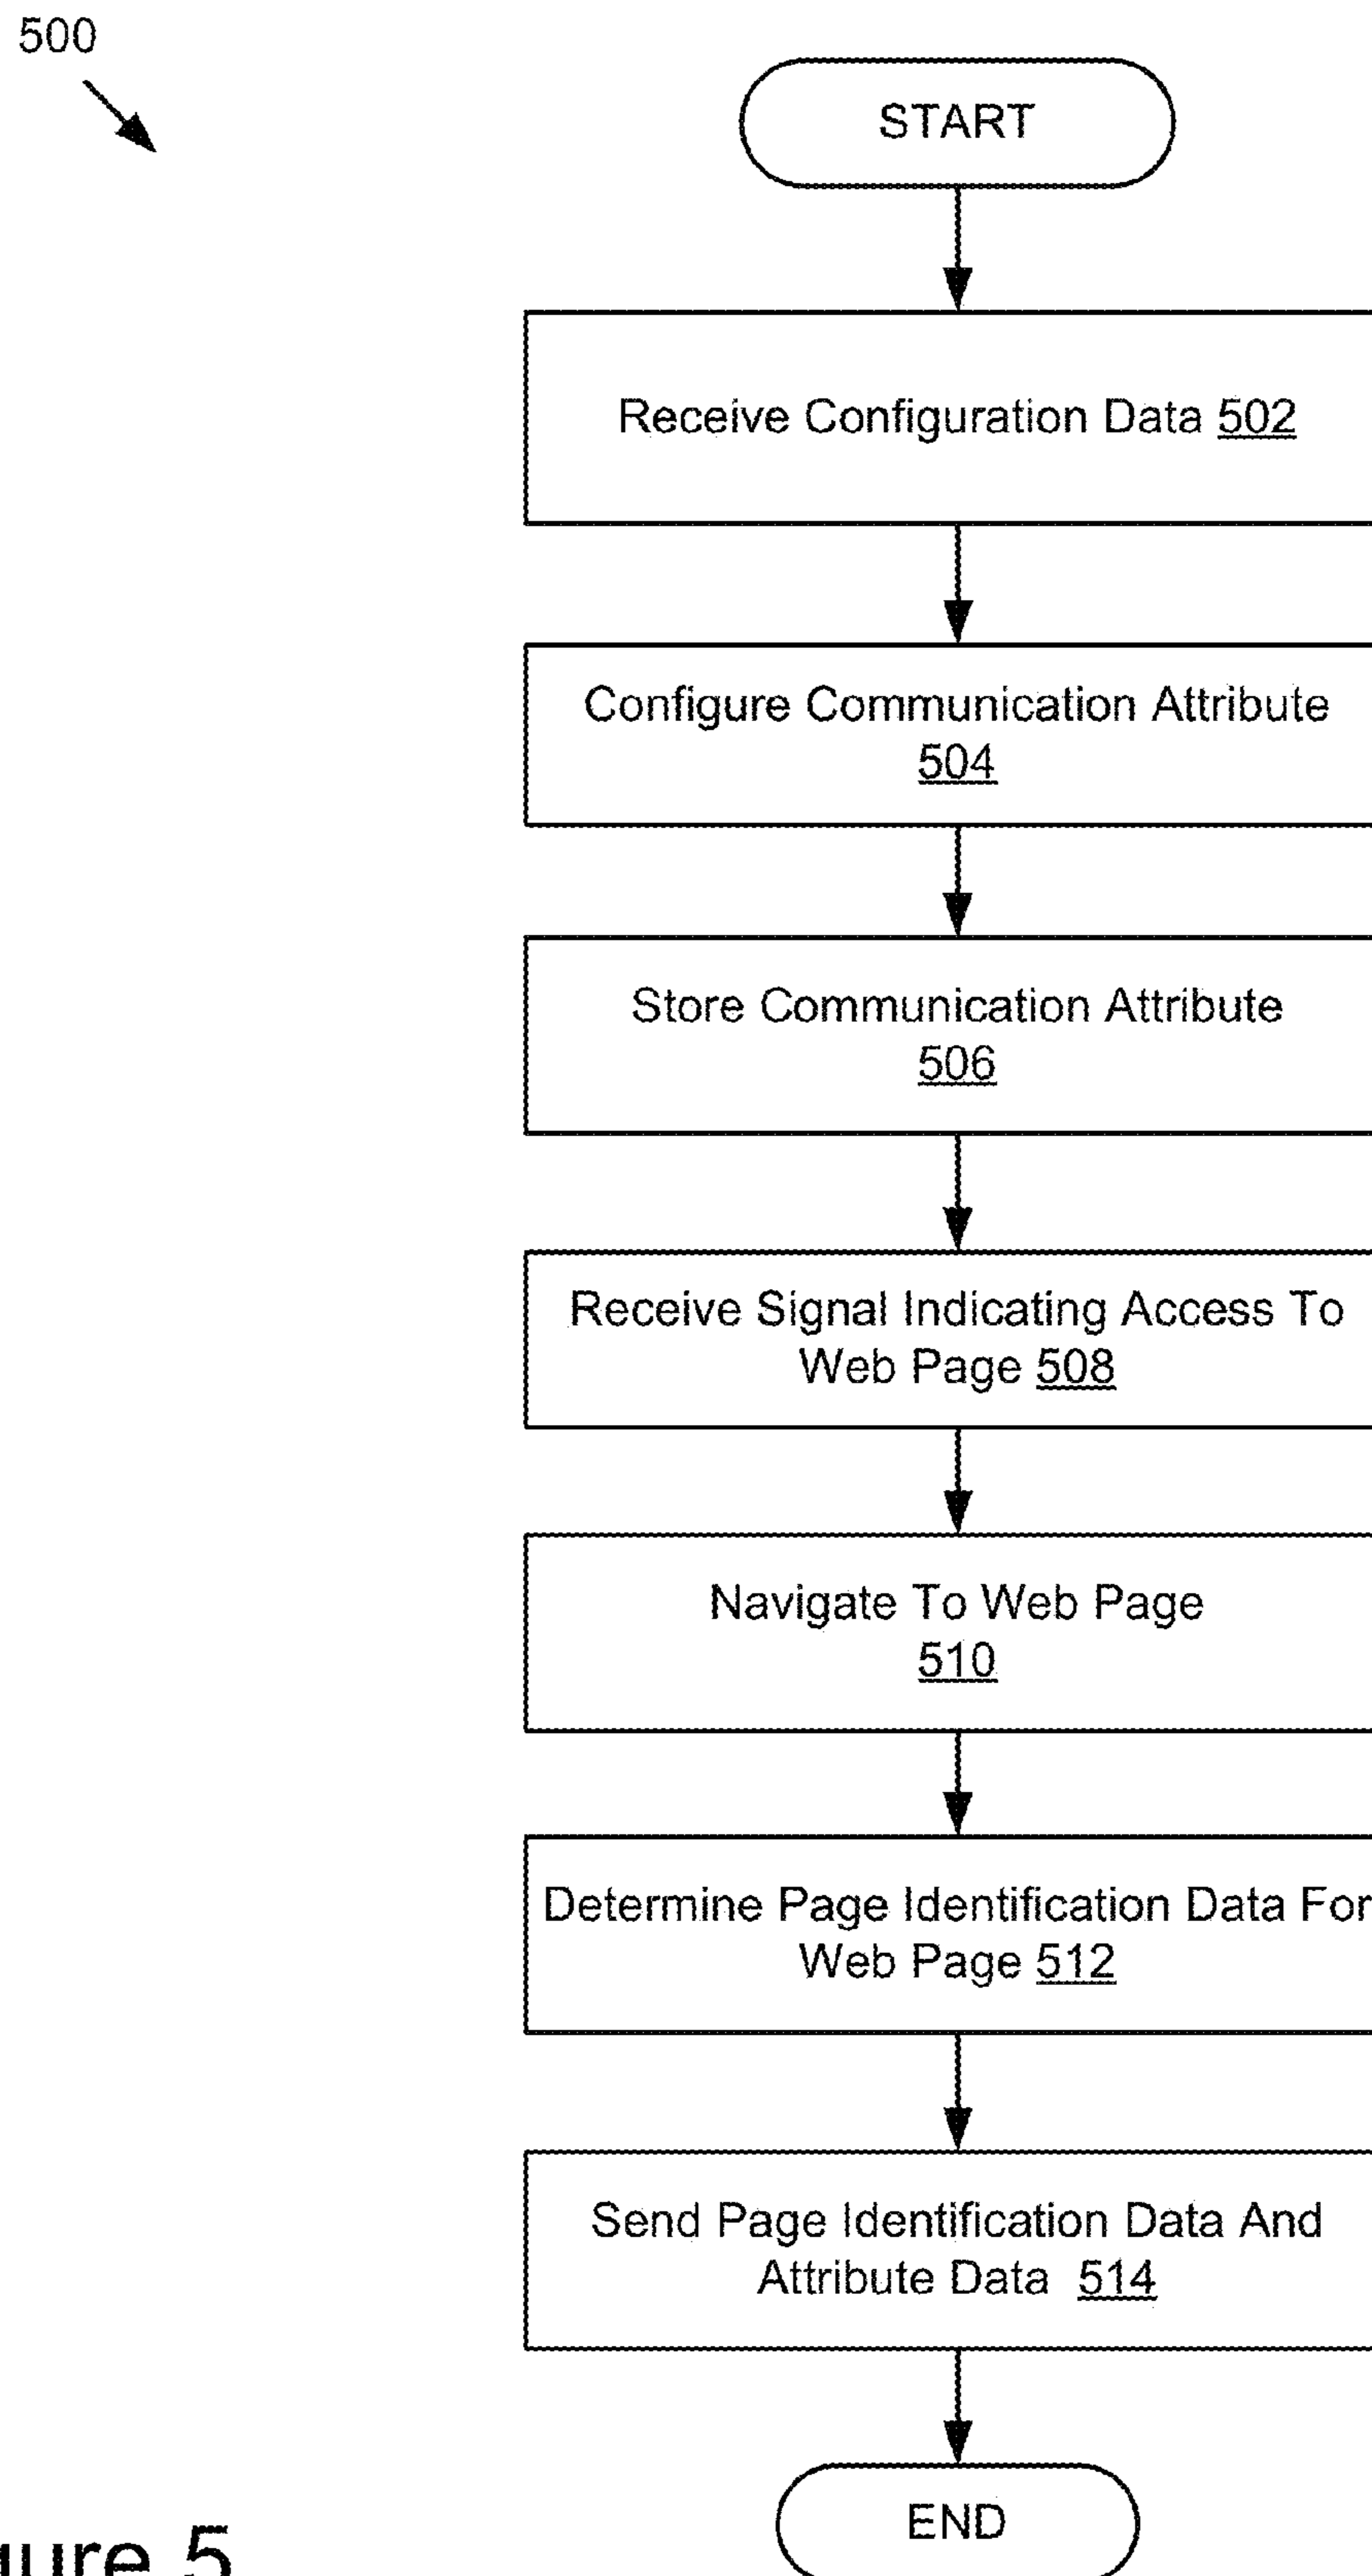 500
START
Receive Configuration Data 502
Configure Communication Attribute
504
Store Communication Attribute
506
Receive Signal Indicating Access To
Web Page 508
Navigate To Web Page
510
Determine Page Identification Data For
Web Page 512
Send Page Identification Data And
Attribute Data 514
END
gure 5